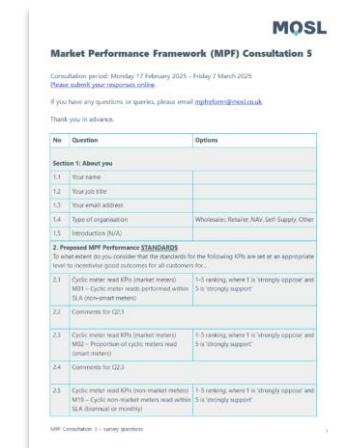 MOSL
Market Performance Framework (MPF) Consultation 5
Consultation period: Monday 17 February 2025 - Friday 7 March 2025
Please submit your responses online.
If you have any questions or queries, please email mpfreform@mosl.co.uk.
Thank you in advance.
No Question Options
Section 1: About you
1.1 Your name
1.2 Your job title
1.3 Your email address
1.4 Type of organisation Wholesaler, Retailer, NAV, Self-Supply, Other
1.5 Introduction (N/A)
2. Proposed MPF Performance STANDARDS
To what extent do you consider that the standards for the following KPIs are set at an appropriate
level to incentivise good outcomes for all customers for...
2.1 Cyclic meter read KPIs (market meters) 1-5 ranking, where 1 is 'strongly oppose' and
M01 – Cyclic meter reads performed within 5 is 'strongly support'
SLA (non-smart meters)
2.2 Comments for Q2.1
2.3 Cyclic meter read KPIs (market meters) 1-5 ranking, where 1 is 'strongly oppose' and
M02 – Proportion of cyclic meters read 5 is 'strongly support'
(smart meters)
2.4 Comments for Q2.3
2.5 Cyclic meter read KPIs (non-market meters) 1-5 ranking, where 1 is 'strongly oppose' and
M19 – Cyclic non-market meters read within 5 is 'strongly support'
SLA (biannual or monthly)
MPF Consultation 5 – survey questions 1